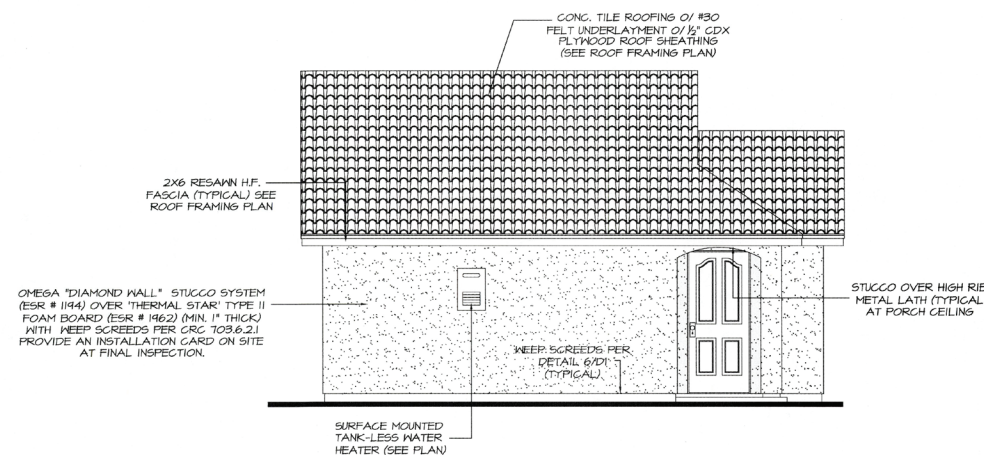 CONC. TILE ROOFING O/ #30
FELT UNDERLAYMENT O/ ½" CDX
PLYWOOD ROOF SHEATHING
(SEE ROOF FRAMING PLAN)
2X6 RESAWN H.F.
FASCIA (TYPICAL) SEE
ROOF FRAMING PLAN
OMEGA "DIAMOND WALL" STUCCO SYSTEM
(ESR # 1194) OVER 'THERMAL STAR' TYPE 11
FOAM BOARD (ESR # 1962) (MIN. 1" THICK)
WITH WEEP SCREEDS PER CRC 703.6.2.1
PROVIDE AN INSTALLATION CARD ON SITE
AT FINAL INSPECTION.
STUCCO OVER HIGH RIE
METAL LATH (TYPICAL
AT PORCH CEILING
WEEP SCREEDS PER
DETAIL 6/D1
(TYPICAL)
SURFACE MOUNTED
TANK-LESS WATER
HEATER (SEE PLAN)